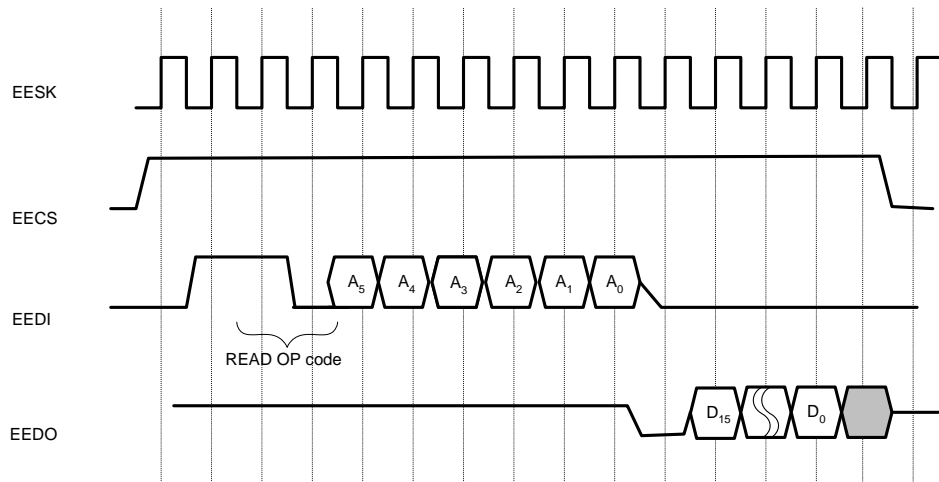 EESK
EECS
EEDI
A5 A4 A3 A2 A1 A0
READ OP code
EEDO
D15 D0